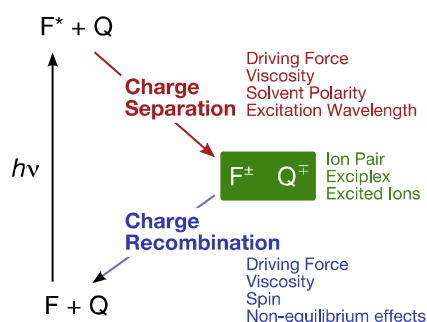 F* + Q
Charge
Separation
Driving Force
Viscosity
Solvent Polarity
Excitation Wavelength
hν
F± Q∓
Ion Pair
Exciplex
Excited Ions
Charge
Recombination
Driving Force
Viscosity
Spin
Non-equilibrium effects
F + Q